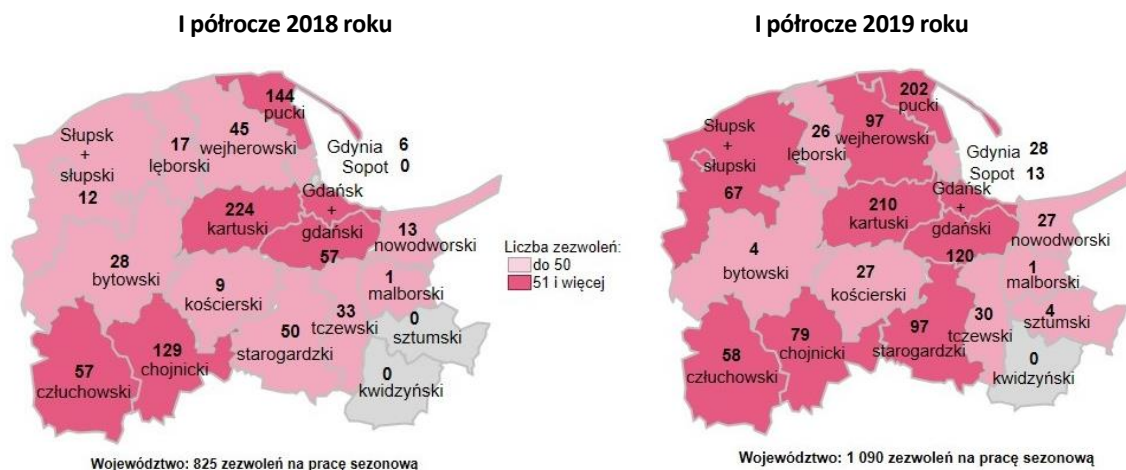 I półrocze 2018 roku
144
pucki
45
wejherowski
17
lęborski
Słupsk
+
słupski
12
Gdynia 6
Sopot 0
Gdańsk
+
gdański
57
224
kartuski
13
nowodworski
28
bytowski
9
kościerski
1
malborski
33
tczewski
0
sztumski
50
starogardzki
129
chojnicki
57
człuchowski
0
kwidzyński
Województwo: 825 zezwoleń na pracę sezonową
Liczba zezwoleń:
do 50
51 i więcej
I półrocze 2019 roku
202
pucki
97
wejherowski
26
lęborski
Słupsk
+
słupski
67
Gdynia 28
Sopot 13
Gdańsk
+
gdański
120
210
kartuski
27
nowodworski
4
bytowski
27
kościerski
1
malborski
30
tczewski
4
sztumski
97
starogardzki
79
chojnicki
58
człuchowski
0
kwidzyński
Województwo: 1 090 zezwoleń na pracę sezonową